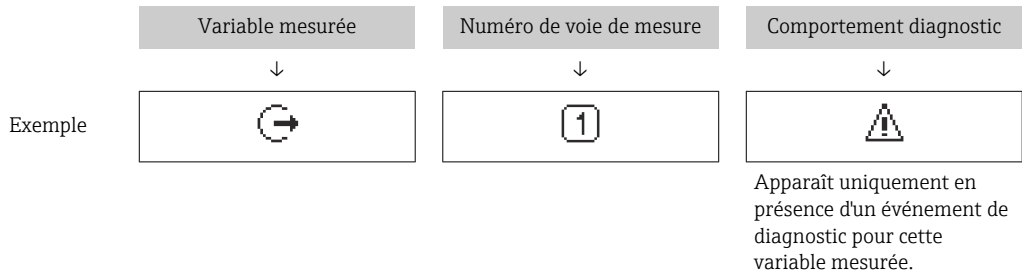 Variable mesurée
Numéro de voie de mesure
Comportement diagnostic
↓
↓
↓
Exemple
1
Apparaît uniquement en
présence d'un événement de
diagnostic pour cette
variable mesurée.